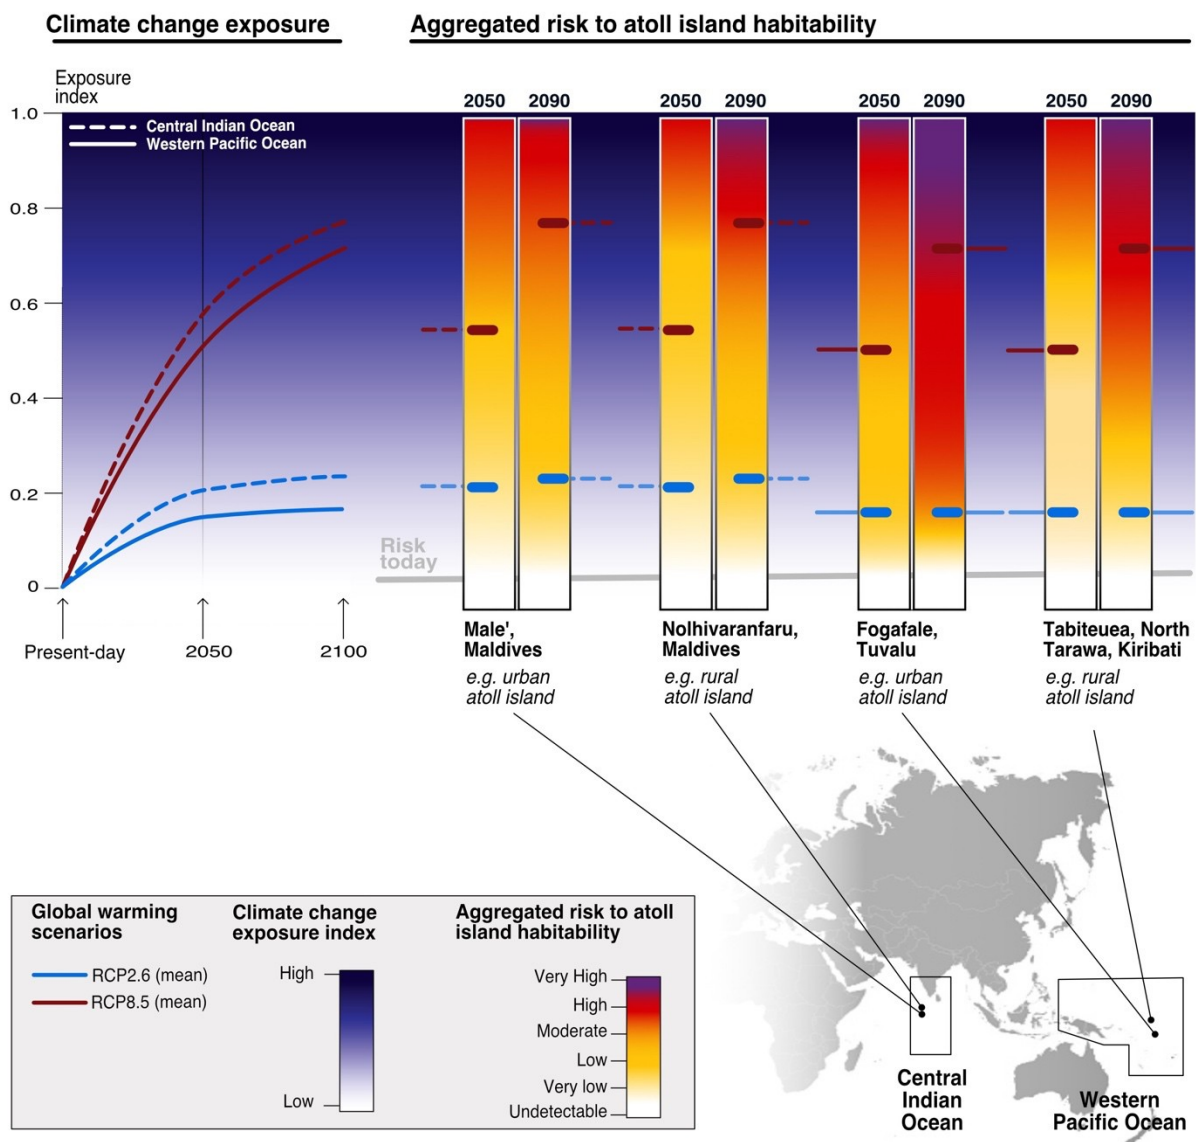 Climate change exposure
Aggregated risk to atoll island habitability
Exposure
index
1.0
0.8
0.6
0.4
0.2
0
Central Indian Ocean
Western Pacific Ocean
Present-day
2050
2100
2050 2090
2050 2090
2050 2090
2050 2090
Risk
today
Male',
Maldives
e.g. urban
atoll island
Nolhivaranfaru,
Maldives
e.g. rural
atoll island
Fogafale,
Tuvalu
e.g. urban
atoll island
Tabiteuea, North
Tarawa, Kiribati
e.g. rural
atoll island
Global warming
scenarios
RCP2.6 (mean)
RCP8.5 (mean)
Climate change
exposure index
High
Low
Aggregated risk to atoll
island habitability
Very High
High
Moderate
Low
Very low
Undetectable
Central
Indian
Ocean
Western
Pacific Ocean